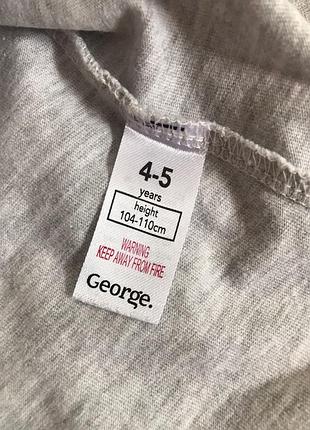 4-5
years
height
104-110cm
WARNING
KEEP AWAY FROM FIRE
George.